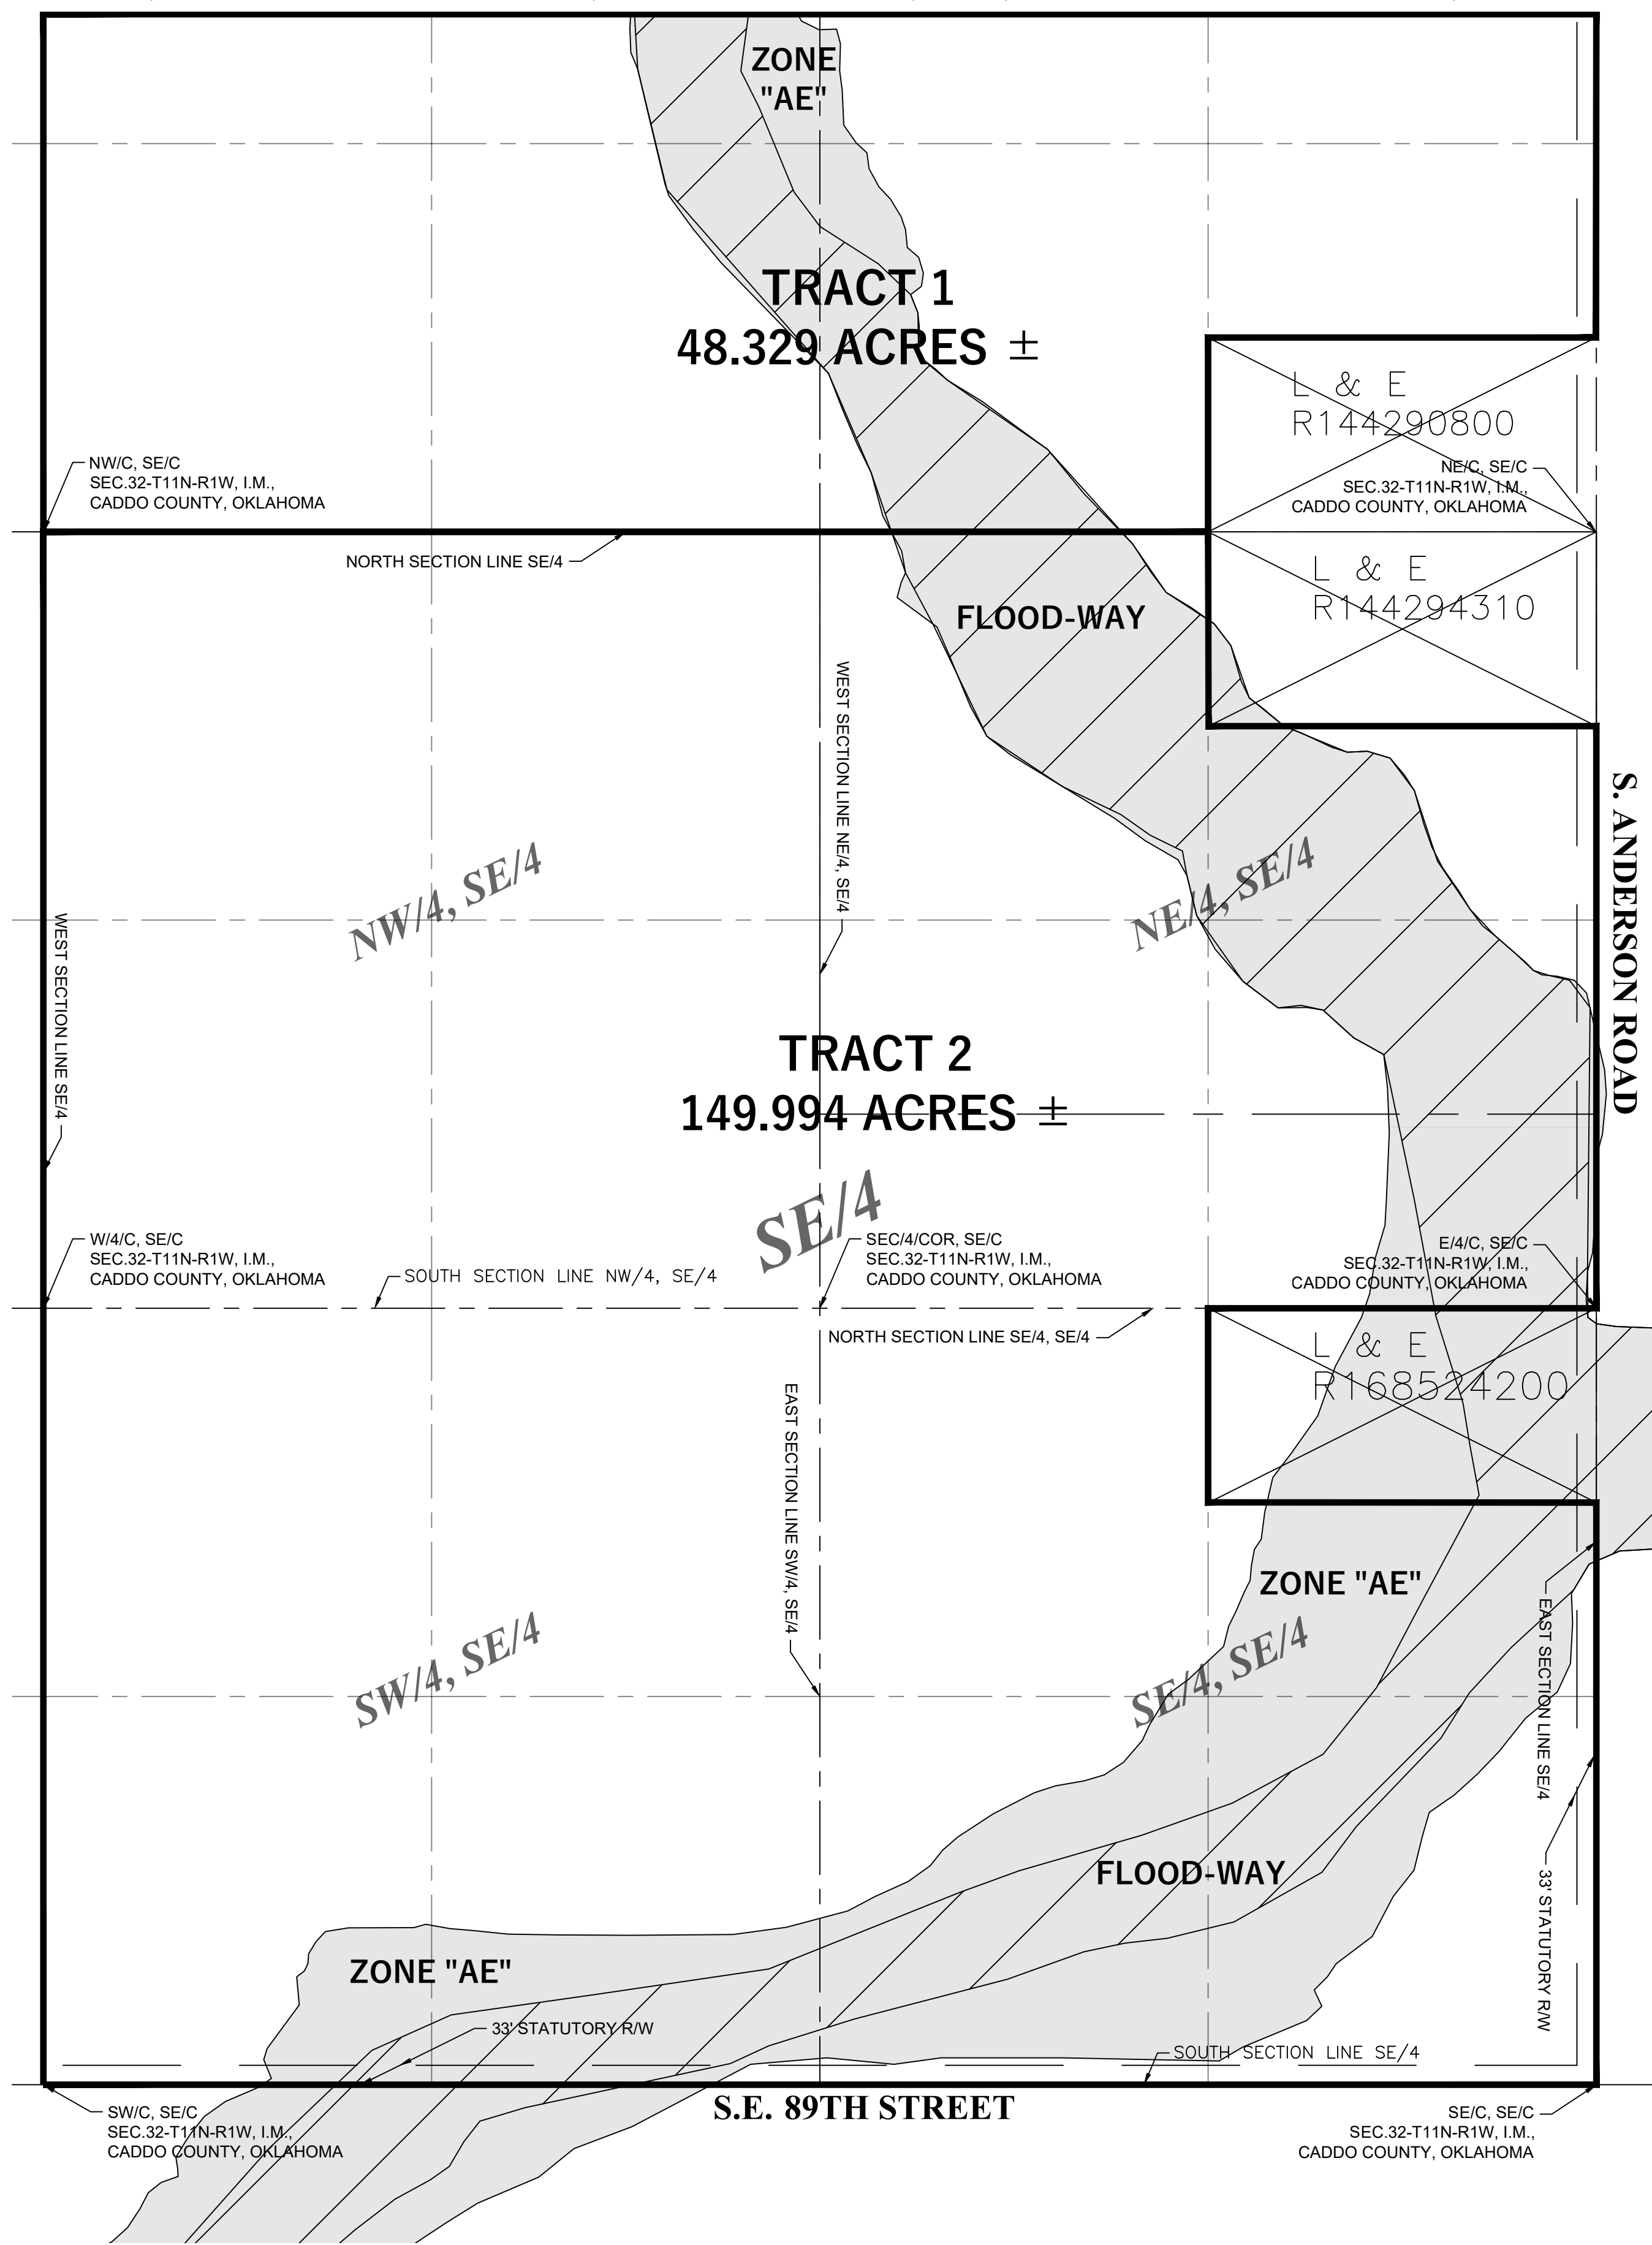 ZONE
"AE"
TRACT 1
48.329 ACRES ±
L & E
R144290800
NW/C, SE/C
SEC.32-T11N-R1W, I.M.,
CADDO COUNTY, OKLAHOMA
NE/C, SE/C
SEC.32-T11N-R1W, I.M.,
CADDO COUNTY, OKLAHOMA
NORTH SECTION LINE SE/4
L & E
R144294310
FLOOD-WAY
WEST SECTION LINE NE/4, SE/4
S. ANDERSON ROAD
NW/4, SE/4
NE/4, SE/4
WEST SECTION LINE SE/4
TRACT 2
149.994 ACRES ±
SE/4
W/4/C, SE/C
SEC.32-T11N-R1W, I.M.,
CADDO COUNTY, OKLAHOMA
SOUTH SECTION LINE NW/4, SE/4
SEC/4/COR, SE/C
SEC.32-T11N-R1W, I.M.,
CADDO COUNTY, OKLAHOMA
E/4/C, SE/C
SEC.32-T11N-R1W, I.M.,
CADDO COUNTY, OKLAHOMA
NORTH SECTION LINE SE/4, SE/4
L & E
R168524200
EAST SECTION LINE SW/4, SE/4
ZONE "AE"
EAST SECTION LINE SE/4
SW/4, SE/4
SE/4, SE/4
FLOOD-WAY
33' STATUTORY R/W
ZONE "AE"
33' STATUTORY R/W
SOUTH SECTION LINE SE/4
S.E. 89TH STREET
SW/C, SE/C
SEC.32-T11N-R1W, I.M.,
CADDO COUNTY, OKLAHOMA
SE/C, SE/C
SEC.32-T11N-R1W, I.M.,
CADDO COUNTY, OKLAHOMA